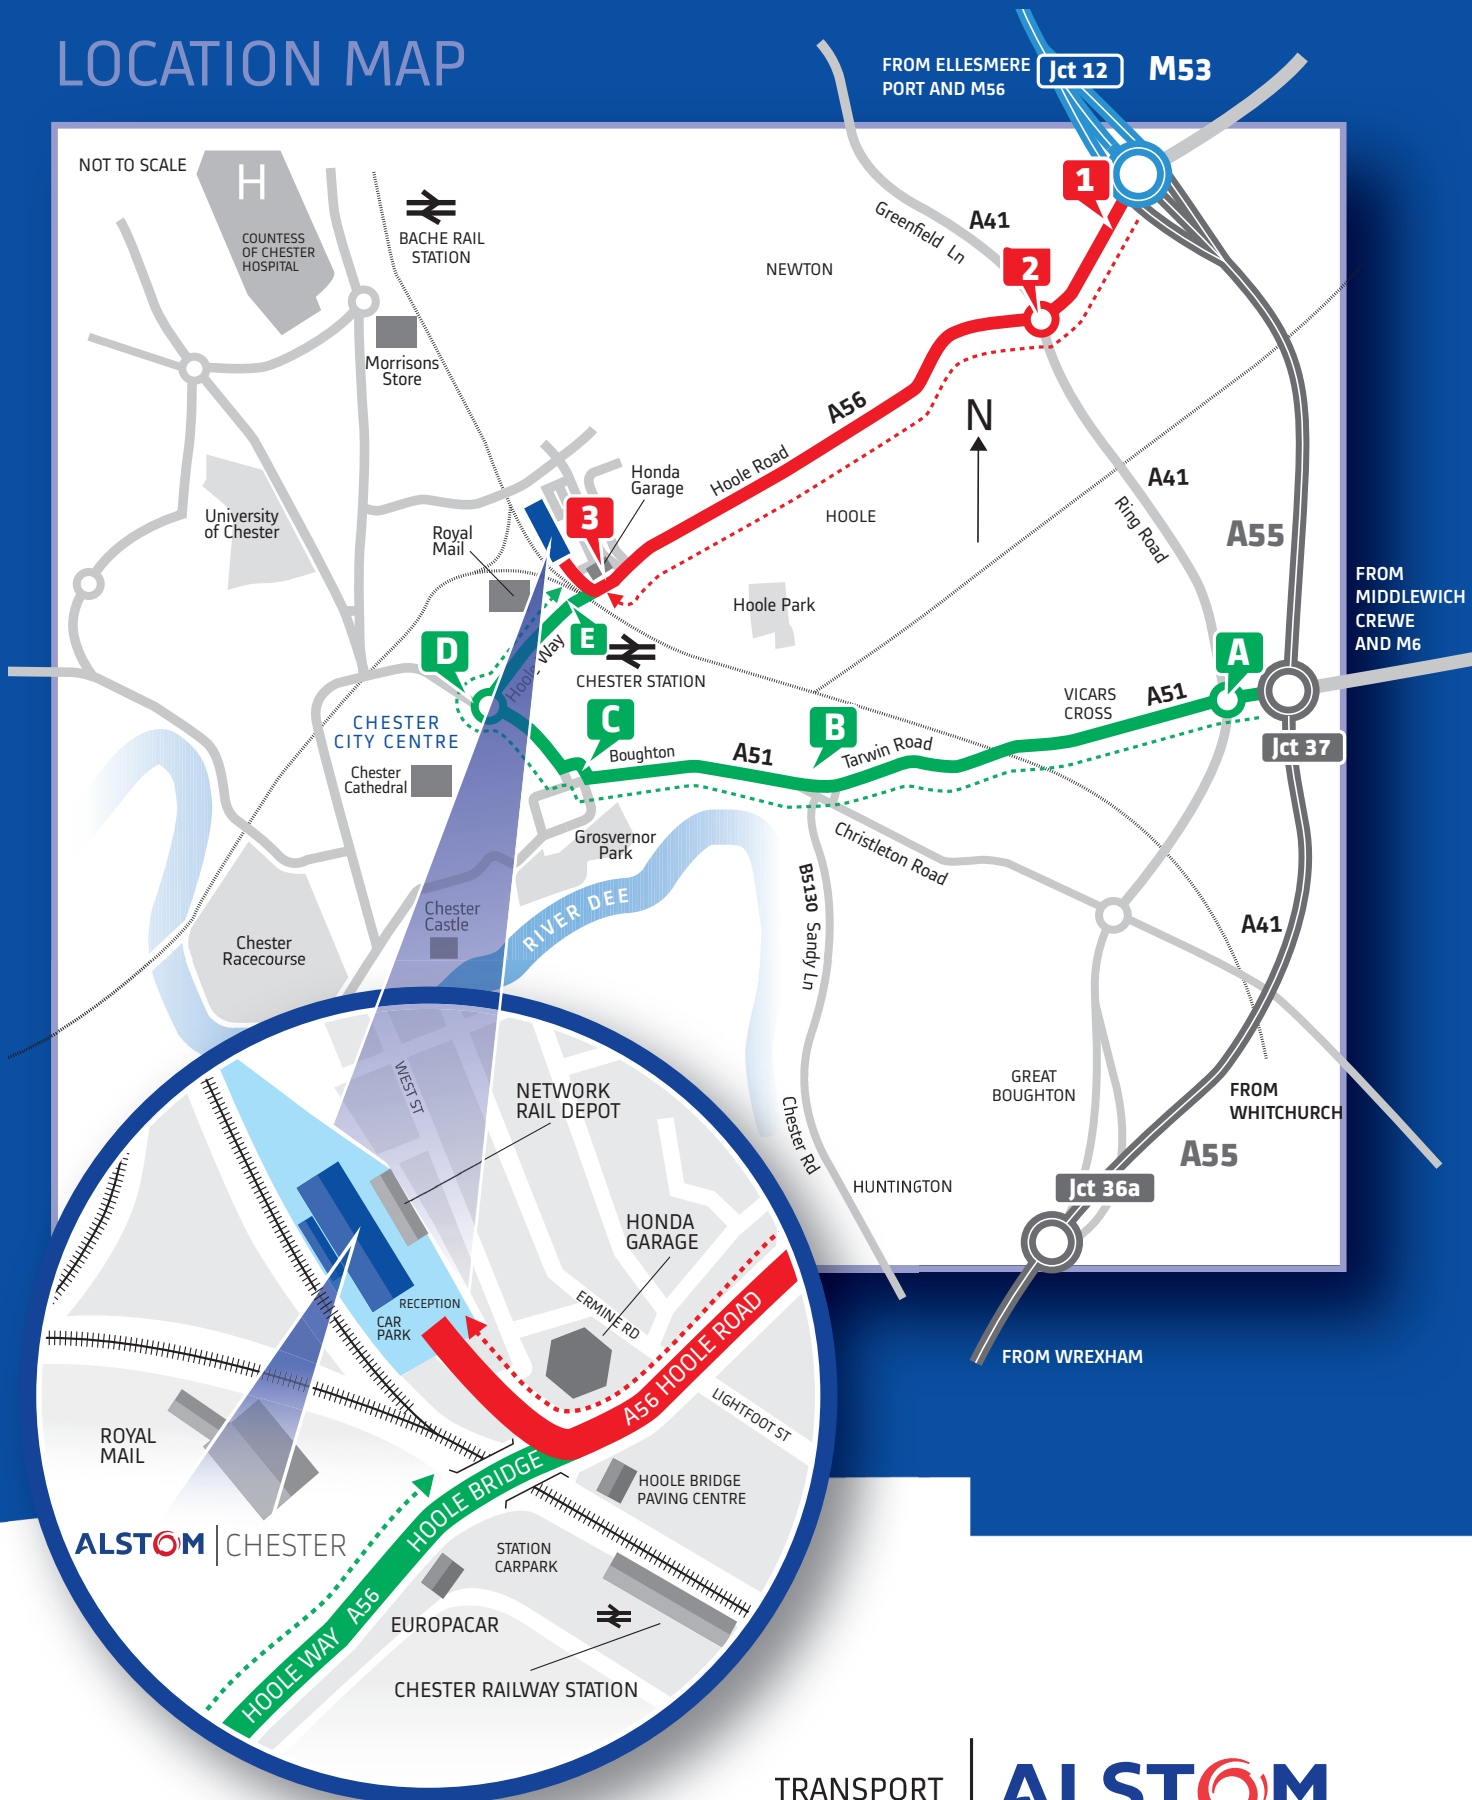 LOCATION MAP
FROM ELLESMERE
PORT AND M56
Jct 12
M53
NOT TO SCALE
H
COUNTESS
OF CHESTER
HOSPITAL
BACHE RAIL
STATION
1
Greenfield Ln
A41
2
NEWTON
Morrisons
Store
A56
N
Hoole Road
Honda
Garage
A41
Ring Road
3
HOOLE
University
of Chester
Royal
Mail
A55
FROM
MIDDLEWICH
CREWE
AND M6
Hoole Park
D
E
Hoole Way
A
CHESTER STATION
VICARS
CROSS
A51
CHESTER
CITY CENTRE
C
B
Boughton
A51
Tarwin Road
Jct 37
Chester
Cathedral
Grosvenor
Park
Christleton Road
B5130 Sandy Ln
RIVER DEE
Chester
Castle
A41
Chester
Racecourse
GREAT
BOUGHTON
FROM
WHITCHURCH
WEST ST
NETWORK
RAIL DEPOT
Chester Rd
A55
Jct 36a
HUNTINGTON
HONDA
GARAGE
RECEPTION
CAR
PARK
ERMINE RD
A56 HOOLE ROAD
FROM WREXHAM
LIGHTFOOT ST
ROYAL
MAIL
HOOLE BRIDGE
HOOLE BRIDGE
PAVING CENTRE
ALSTOM CHESTER
STATION
CARPARK
HOOLE WAY A56
EUROPACAR
CHESTER RAILWAY STATION
TRANSPORT ALSTOM